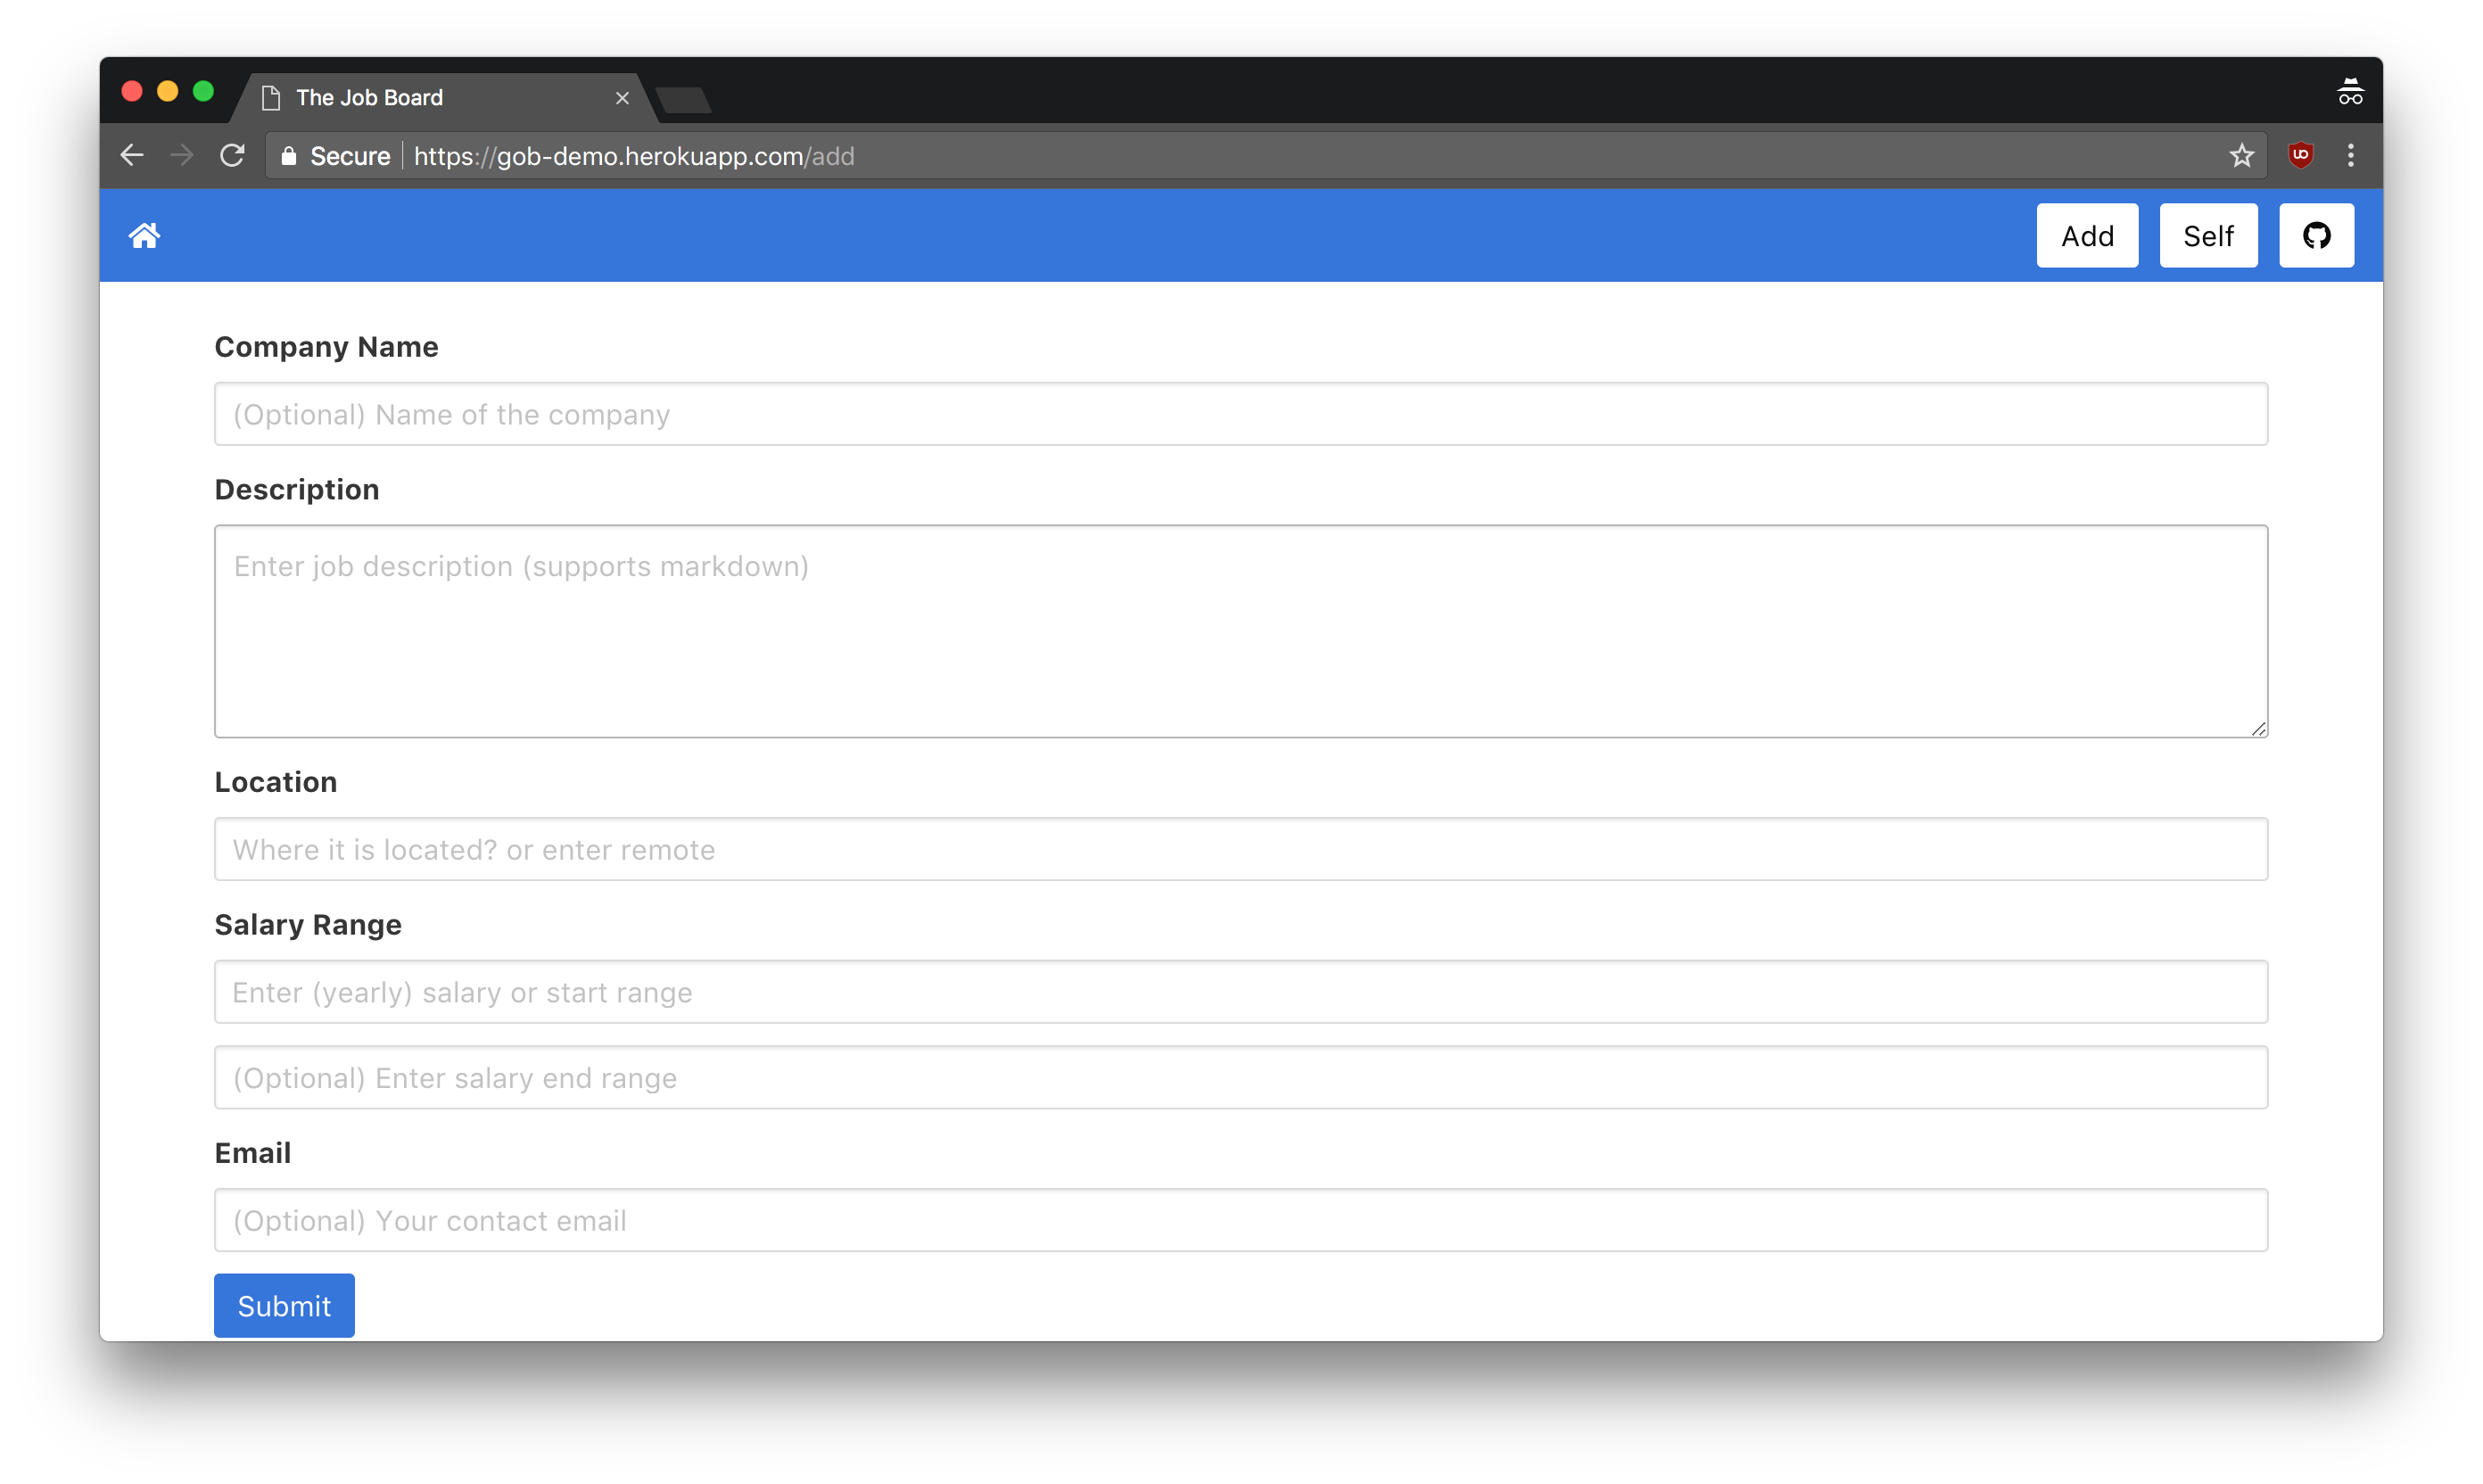 The Job Board
Secure https://gob-demo.herokuapp.com/add
Add Self
Company Name
(Optional) Name of the company
Description
Enter job description (supports markdown)
Location
Where it is located? or enter remote
Salary Range
Enter (yearly) salary or start range
(Optional) Enter salary end range
Email
(Optional) Your contact email
Submit